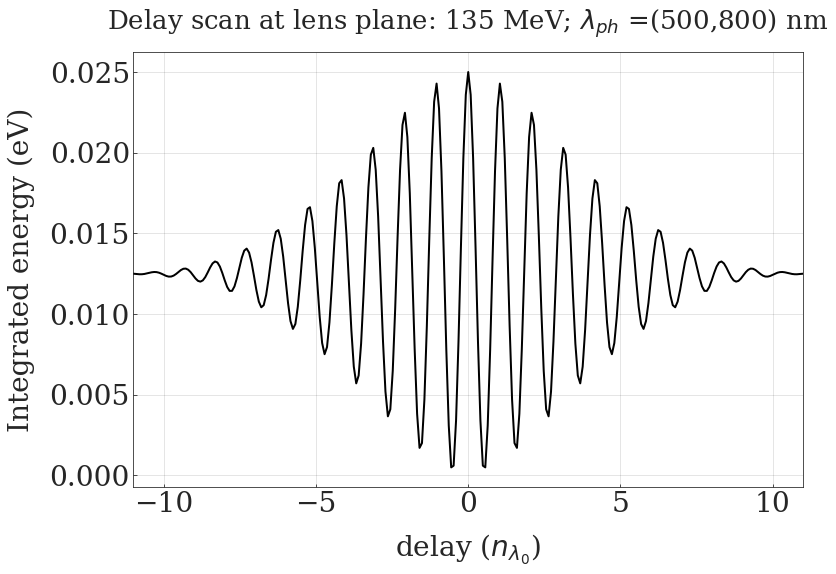 Delay scan at lens plane: 135 MeV; λ_ph =(500,800) nm
Integrated energy (eV)
0.025
0.020
0.015
0.010
0.005
0.000
−10 −5 0 5 10
delay (n_λ₀)